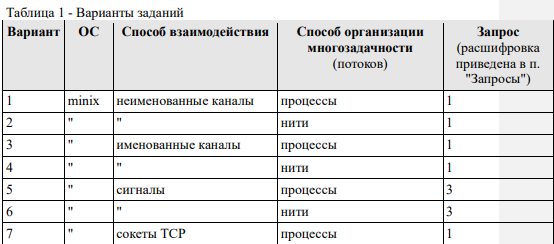 Таблица 1 - Варианты заданий
Вариант ОС Способ взаимодействия Способ организации Запрос
многозадачности (расшифровка
(потоков) приведена в п.
"Запросы")
1 minix неименованные каналы процессы 1
2 " " нити 1
3 " именованные каналы процессы 1
4 " " нити 1
5 " сигналы процессы 3
6 " " нити 3
7 " сокеты TCP процессы 1